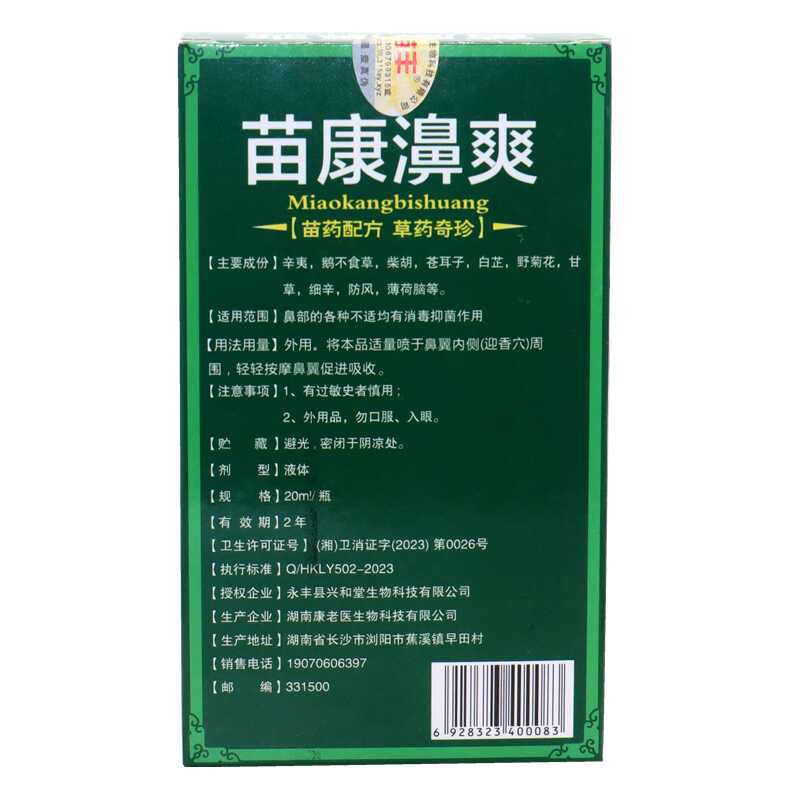 苗康濞爽
Miaokangbishuang
【苗药配方 草药奇珍】
【主要成份】辛夷，鹅不食草，柴胡，苍耳子，白芷，野菊花，甘
草，细辛，防风，薄荷脑等。
【适用范围】鼻部的各种不适均有消毒抑菌作用
【用法用量】外用。将本品适量喷于鼻翼内侧(迎香穴)周
围，轻轻按摩鼻翼促进吸收。
【注意事项】1、有过敏史者慎用；
2、外用品，勿口服、入眼。
【贮 藏】避光，密闭于阴凉处。
【剂 型】液体
【规 格】20ml/瓶
【有 效 期】2 年
【卫生许可证号】(湘)卫消证字(2023) 第0026号
【执行标准】Q/HKLY502-2023
【授权企业】永丰县兴和堂生物科技有限公司
【生产企业】湖南康老医生物科技有限公司
【生产地址】湖南省长沙市浏阳市蕉溪镇早田村
【销售电话】19070606397
【邮 编】331500
6 928323 400083